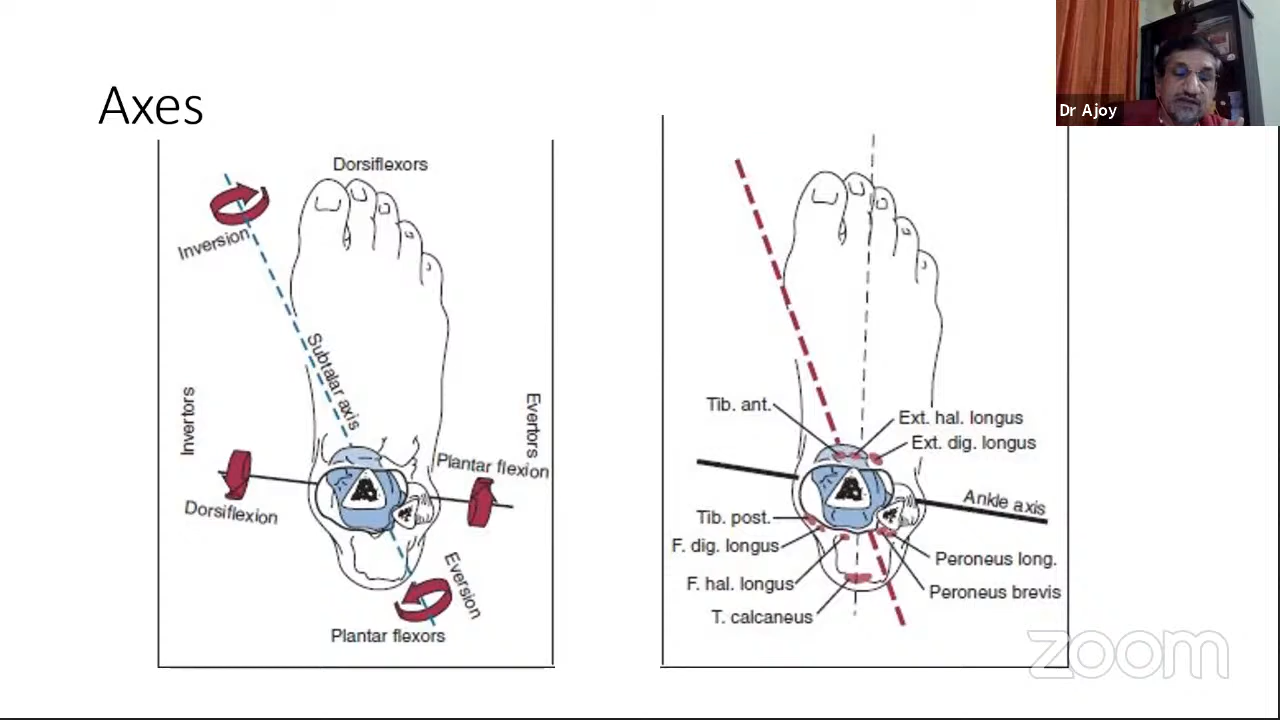 Dr Ajoy
Axes
Dorsiflexors
Inversion
Subtalar axis
Invertors
Evertors
Plantar flexion
Dorsiflexion
Eversion
Plantar flexors
Tib. ant.
Ext. hal. longus
Ext. dig. longus
Ankle axis
Tib. post.
F. dig. longus
Peroneus long.
F. hal. longus
Peroneus brevis
T. calcaneus
zoom